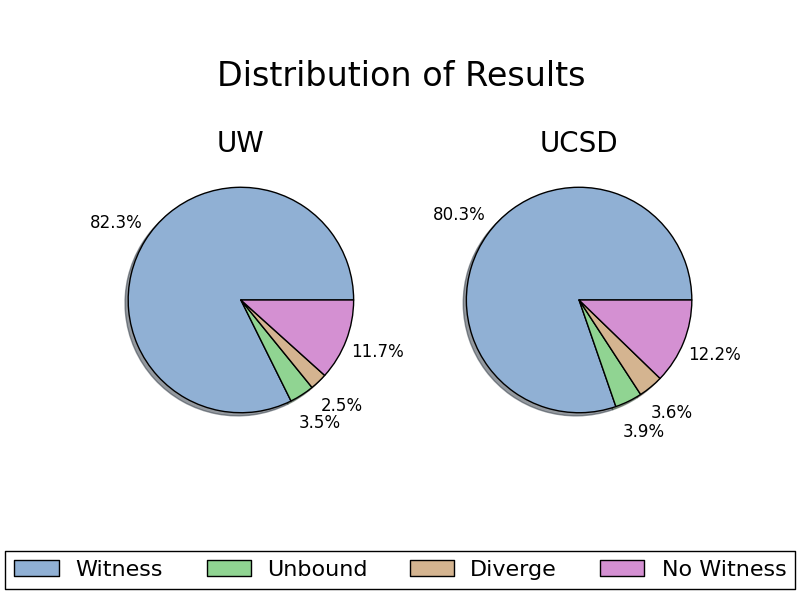 Distribution of Results
UW
UCSD
82.3%
11.7%
2.5%
3.5%
80.3%
12.2%
3.6%
3.9%
Witness
Unbound
Diverge
No Witness